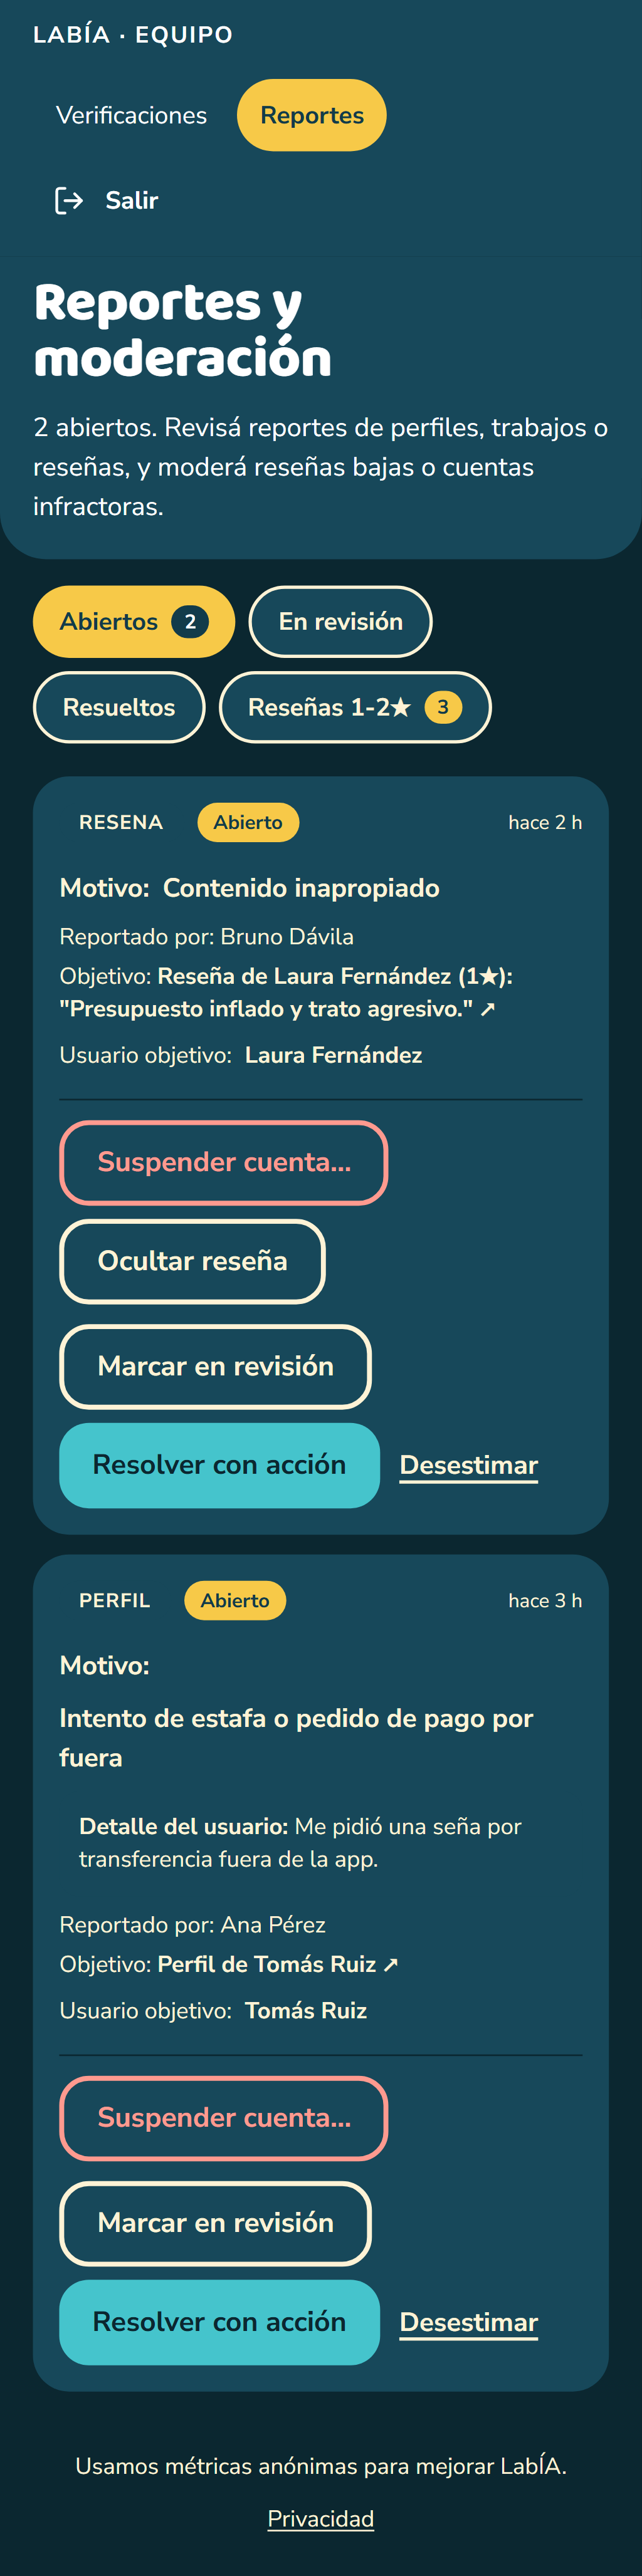 LABÍA · EQUIPO
Verificaciones
Reportes
Salir
Reportes y
moderación
2 abiertos. Revisá reportes de perfiles, trabajos o
reseñas, y moderá reseñas bajas o cuentas
infractoras.
Abiertos 2
En revisión
Resueltos
Reseñas 1-2★ 3
RESENA Abierto hace 2 h
Motivo: Contenido inapropiado
Reportado por: Bruno Dávila
Objetivo: Reseña de Laura Fernández (1★):
"Presupuesto inflado y trato agresivo." ↗
Usuario objetivo: Laura Fernández
Suspender cuenta...
Ocultar reseña
Marcar en revisión
Resolver con acción
Desestimar
PERFIL Abierto hace 3 h
Motivo:
Intento de estafa o pedido de pago por
fuera
Detalle del usuario: Me pidió una seña por
transferencia fuera de la app.
Reportado por: Ana Pérez
Objetivo: Perfil de Tomás Ruiz ↗
Usuario objetivo: Tomás Ruiz
Suspender cuenta...
Marcar en revisión
Resolver con acción
Desestimar
Usamos métricas anónimas para mejorar LabÍA.
Privacidad